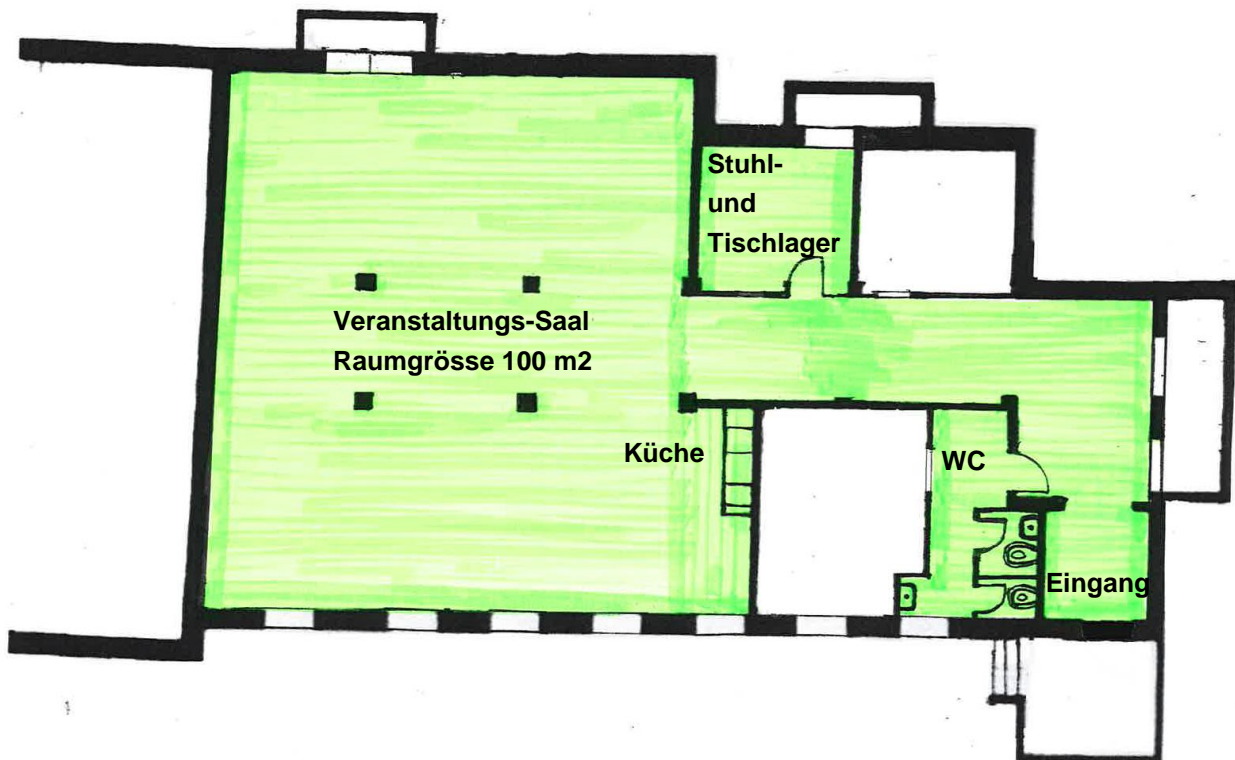 Stuhl-
und
Tischlager
Veranstaltungs-Saal
Raumgrösse 100 m2
Küche
WC
Eingang